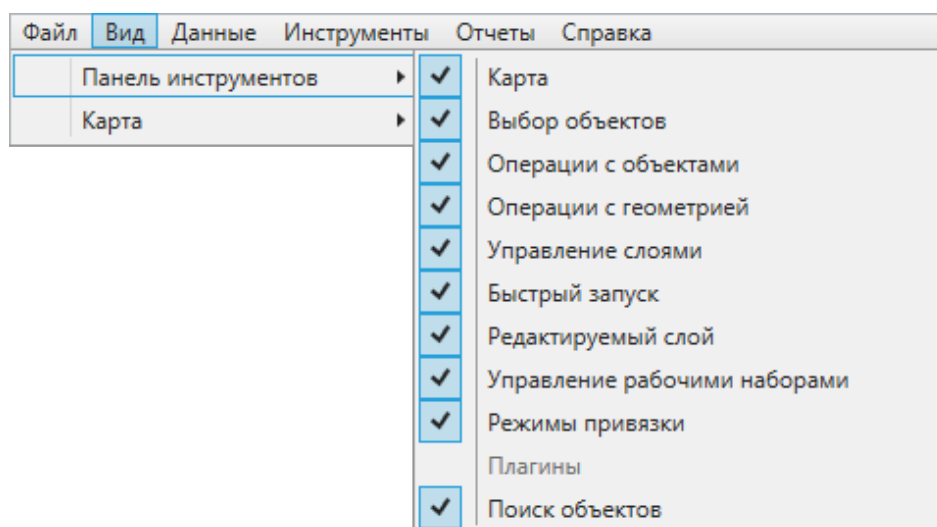 Файл Вид Данные Инструменты Отчеты Справка
Панель инструментов
Карта
Карта
Выбор объектов
Операции с объектами
Операции с геометрией
Управление слоями
Быстрый запуск
Редактируемый слой
Управление рабочими наборами
Режимы привязки
Плагины
Поиск объектов